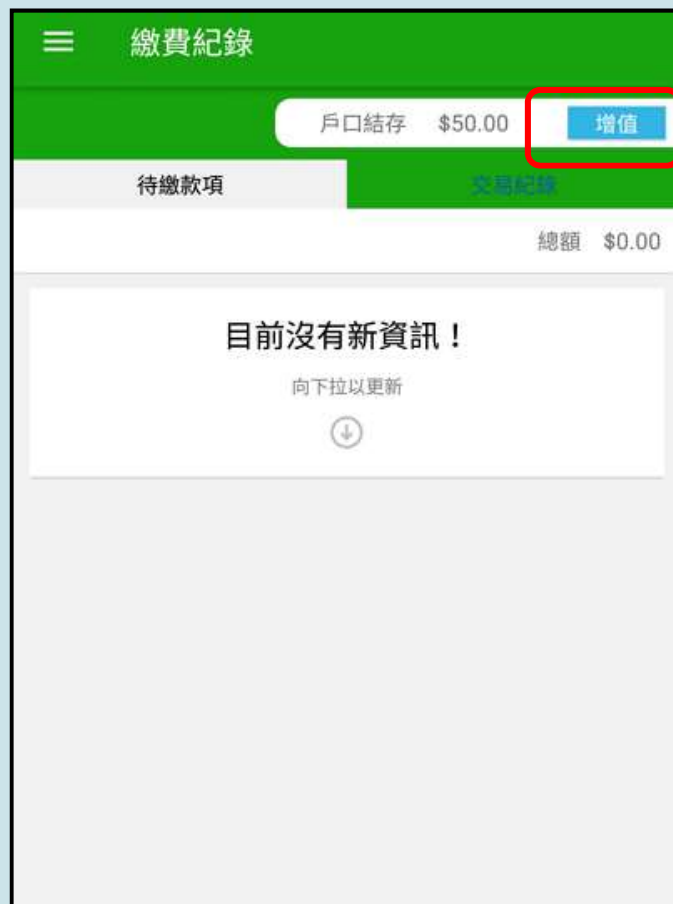 繳費紀錄
戶口結存 $50.00 增值
待繳款項 交易紀錄
總額 $0.00
目前沒有新資訊！
向下拉以更新